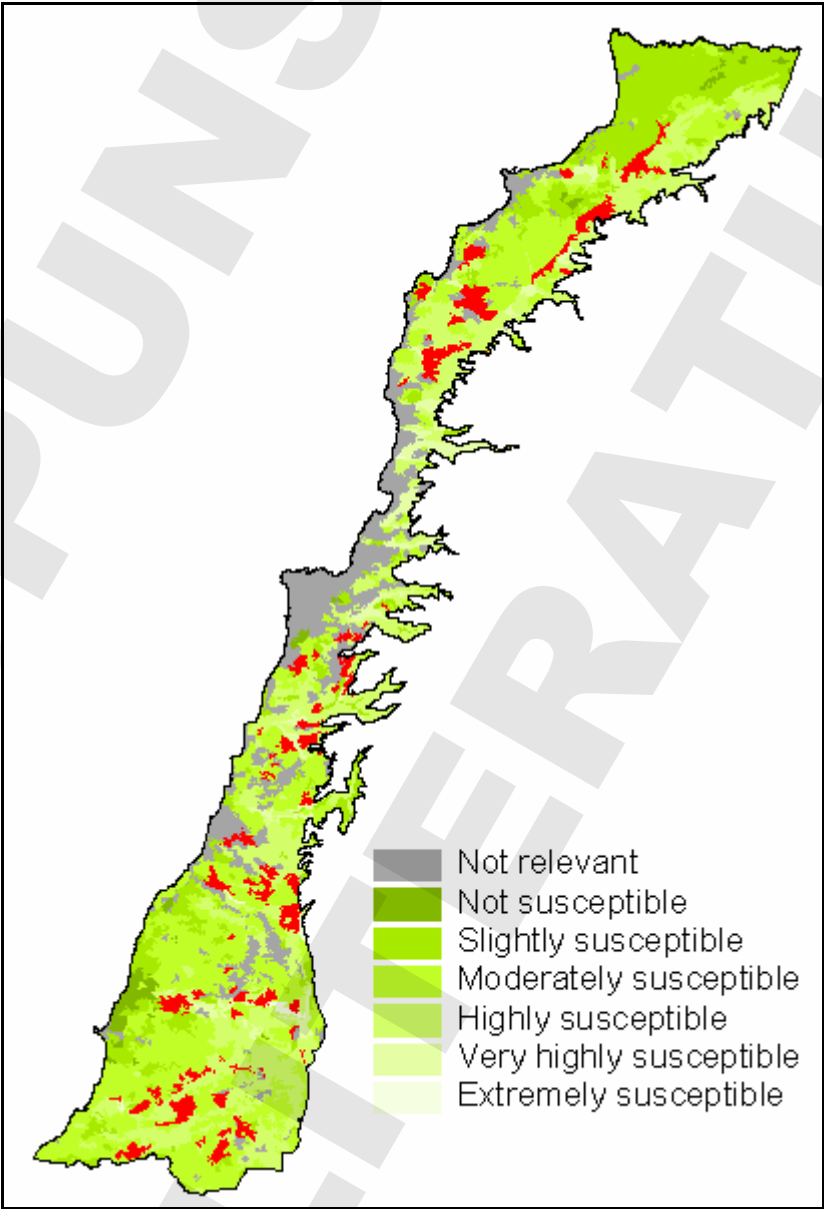 Not relevant
Not susceptible
Slightly susceptible
Moderately susceptible
Highly susceptible
Very highly susceptible
Extremely susceptible